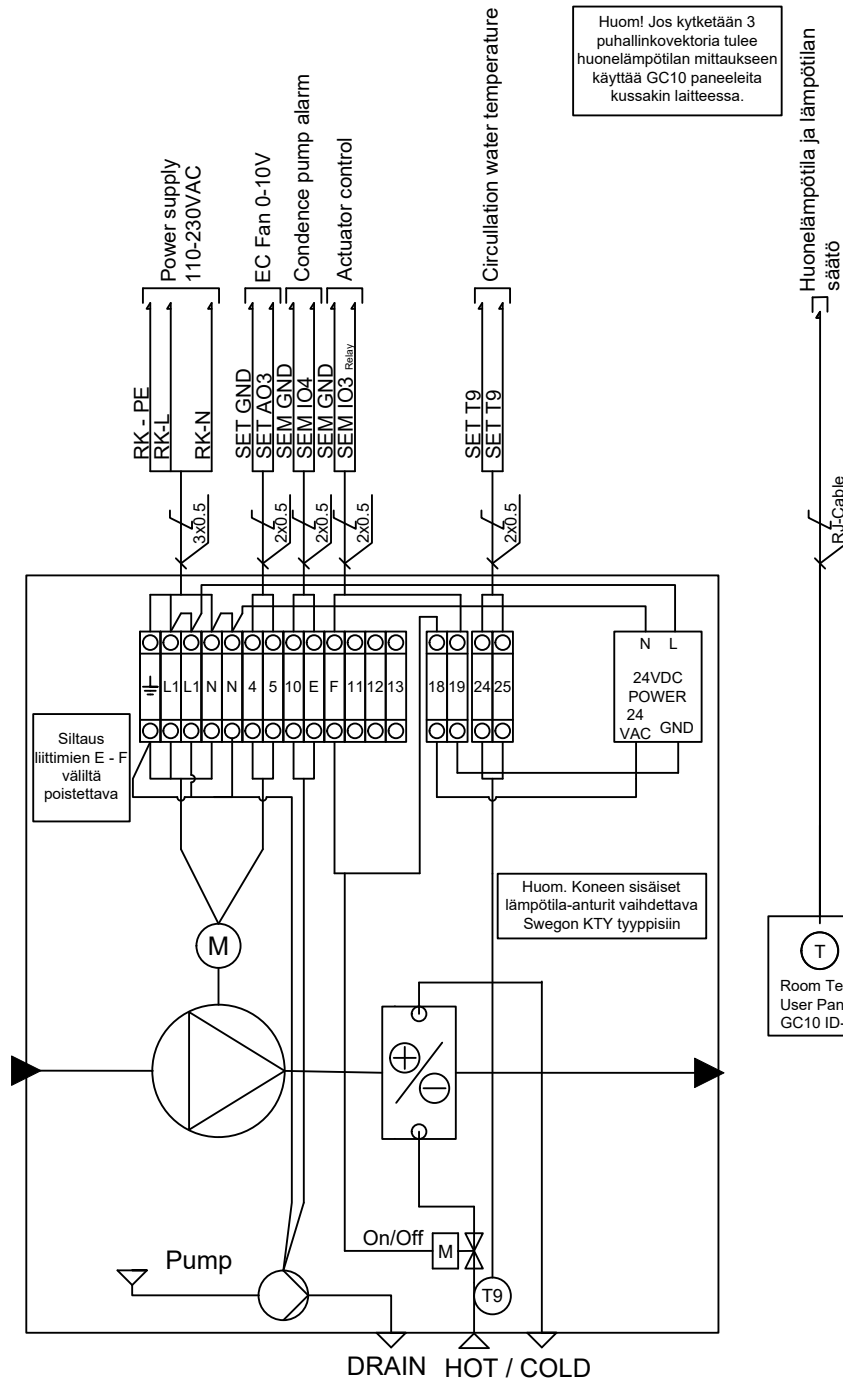 Huom! Jos kytketään 3
puhallinkovektoria tulee
huonelämpötilan mittaukseen
käyttää GC10 paneeleita
kussakin laitteessa.
Power supply
110-230VAC
EC Fan 0-10V
Condence pump alarm
Actuator control
Circullation water temperature
Huonelämpötila ja lämpötilan
säätö
RK - PE
RK-L
RK-N
SET GND
SET AO3
SEM GND
SEM IO4
SEM GND
SEM IO3 Relay
SET T9
SET T9
3x0.5
2x0.5
2x0.5
2x0.5
2x0.5
RJ-Cable
L1 L1 N N 4 5 10 E F 11 12 13
18 19 24 25
N L
24VDC
POWER
24
VAC GND
Siltaus
liittimien E - F
väliltä
poistettava
Huom. Koneen sisäiset
lämpötila-anturit vaihdettava
Swegon KTY tyyppisiin
M
T
Room Te
User Pan
GC10 ID-
On/Off
M
Pump
T9
DRAIN HOT / COLD